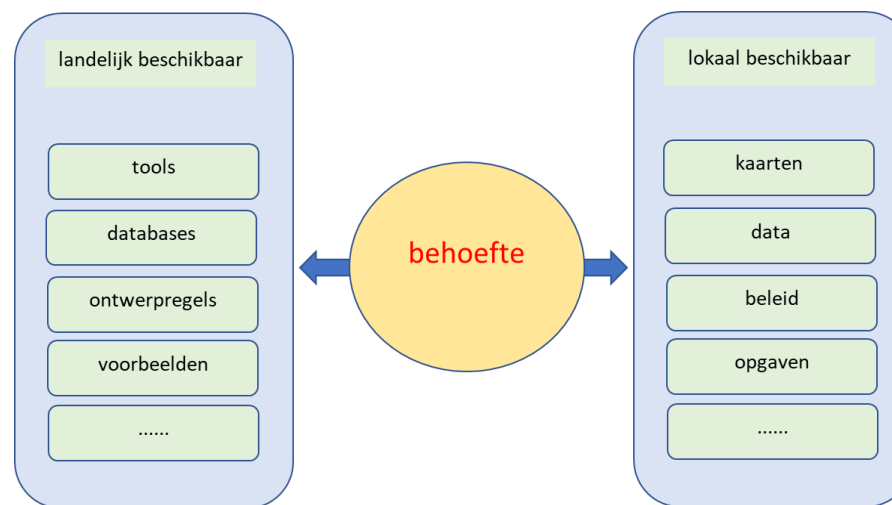 landelijk beschikbaar
tools
databases
ontwerpregels
voorbeelden
......
behoefte
lokaal beschikbaar
kaarten
data
beleid
opgaven
......